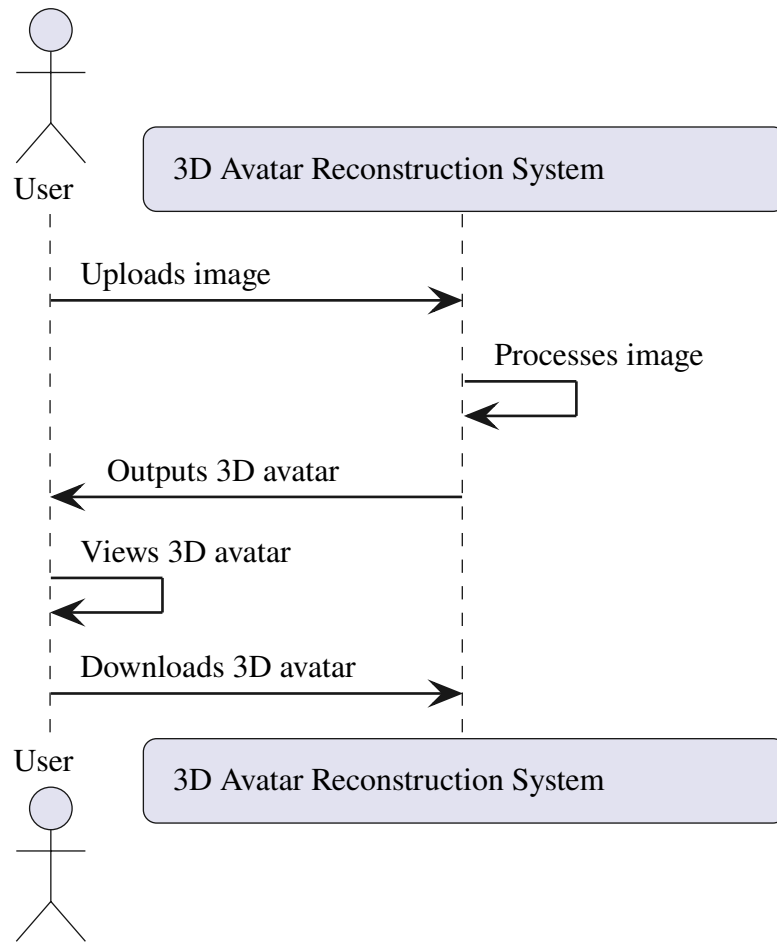 User
3D Avatar Reconstruction System
Uploads image
Processes image
Outputs 3D avatar
Views 3D avatar
Downloads 3D avatar
User
3D Avatar Reconstruction System